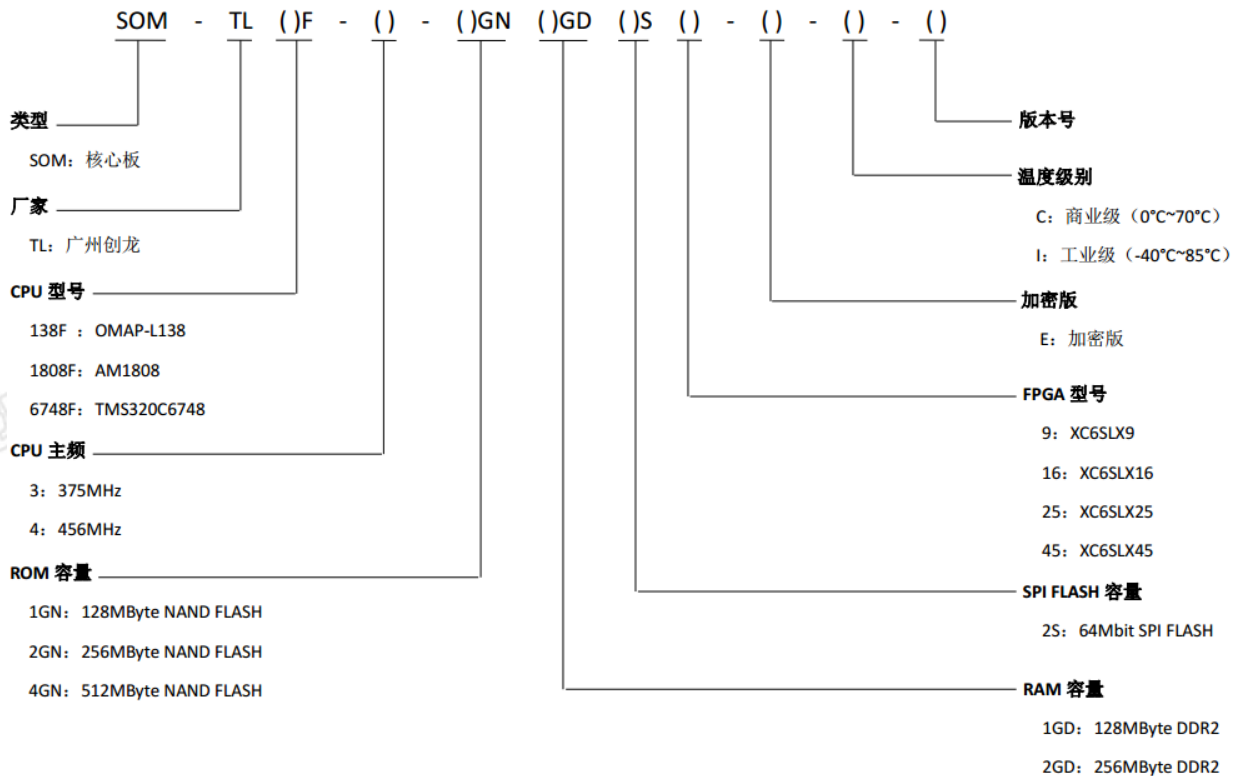 SOM - TL ( )F - ( ) - ( )GN ( )GD ( )S ( ) - ( ) - ( ) - ( )
类型
SOM：核心板
厂家
TL：广州创龙
CPU 型号
138F ：OMAP-L138
1808F：AM1808
6748F：TMS320C6748
CPU 主频
3：375MHz
4：456MHz
ROM 容量
1GN：128MByte NAND FLASH
2GN：256MByte NAND FLASH
4GN：512MByte NAND FLASH
版本号
温度级别
C：商业级（0°C~70°C）
I：工业级（-40°C~85°C）
加密版
E：加密版
FPGA 型号
9：XC6SLX9
16：XC6SLX16
25：XC6SLX25
45：XC6SLX45
SPI FLASH 容量
2S：64Mbit SPI FLASH
RAM 容量
1GD：128MByte DDR2
2GD：256MByte DDR2